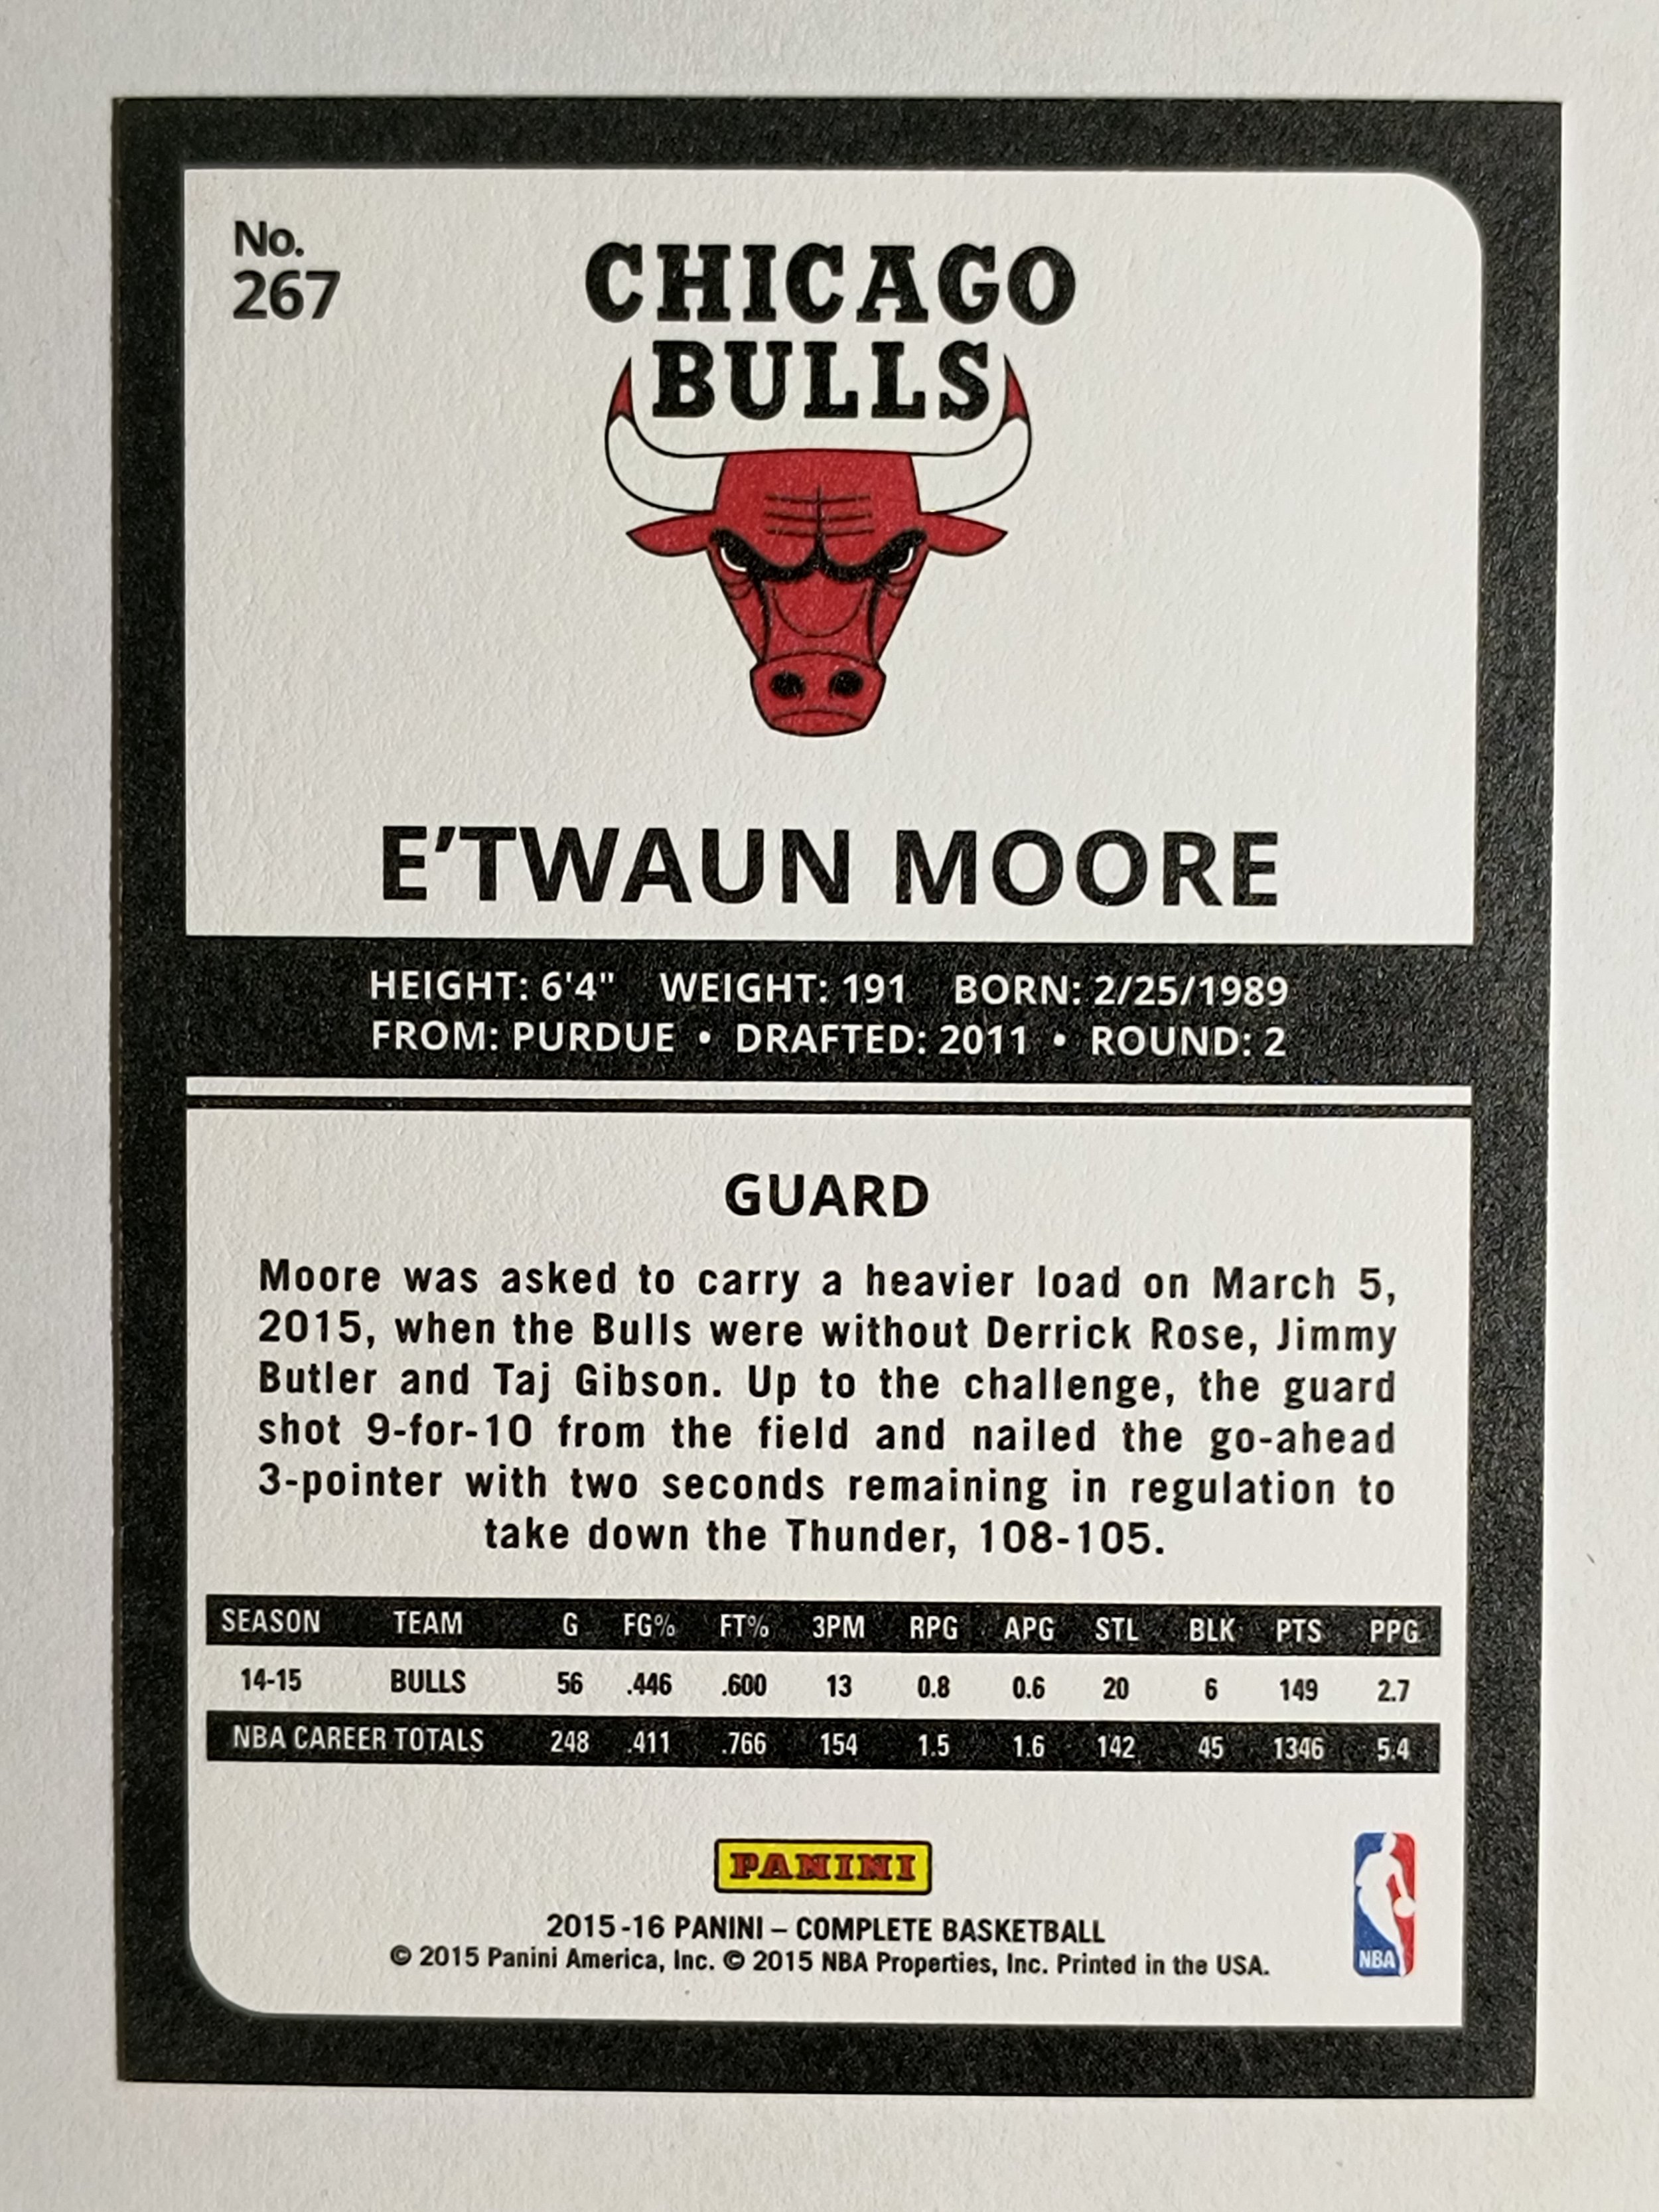 No.
267
CHICAGO
BULLS
E'TWAUN MOORE
HEIGHT: 6'4" WEIGHT: 191 BORN: 2/25/1989
FROM: PURDUE • DRAFTED: 2011 • ROUND: 2
GUARD
Moore was asked to carry a heavier load on March 5,
2015, when the Bulls were without Derrick Rose, Jimmy
Butler and Taj Gibson. Up to the challenge, the guard
shot 9-for-10 from the field and nailed the go-ahead
3-pointer with two seconds remaining in regulation to
take down the Thunder, 108-105.
SEASON TEAM G FG% FT% 3PM RPG APG STL BLK PTS PPG
14-15 BULLS 56 .446 .600 13 0.8 0.6 20 6 149 2.7
NBA CAREER TOTALS 248 .411 .766 154 1.5 1.6 142 45 1346 5.4
PANINI
2015-16 PANINI – COMPLETE BASKETBALL
© 2015 Panini America, Inc. © 2015 NBA Properties, Inc. Printed in the USA.
NBA